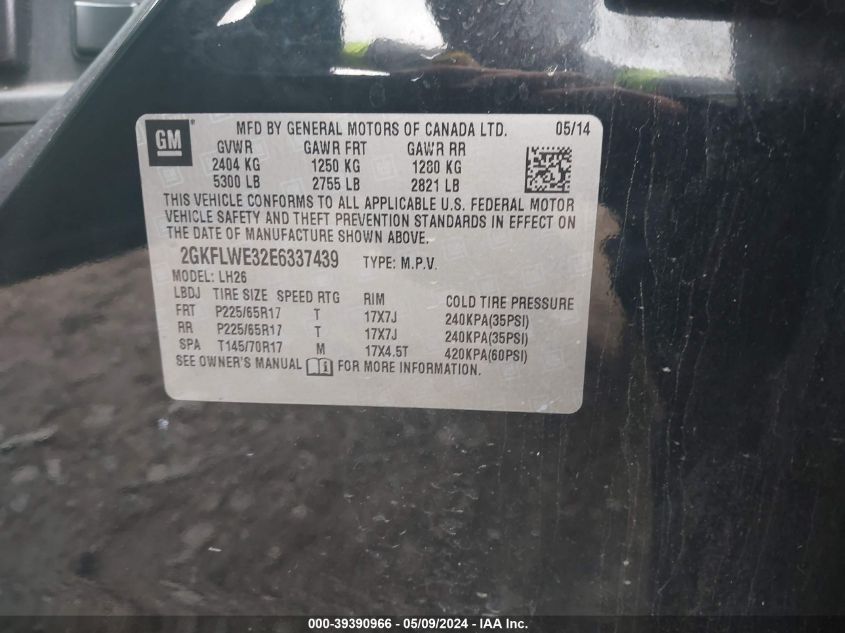 GM
MFD BY GENERAL MOTORS OF CANADA LTD. 05/14
GVWR GAWR FRT GAWR RR
2404 KG 1250 KG 1280 KG
5300 LB 2755 LB 2821 LB
THIS VEHICLE CONFORMS TO ALL APPLICABLE U.S. FEDERAL MOTOR
VEHICLE SAFETY AND THEFT PREVENTION STANDARDS IN EFFECT ON
THE DATE OF MANUFACTURE SHOWN ABOVE.
2GKFLWE32E6337439 TYPE: M.P.V.
MODEL: LH26
LBDJ TIRE SIZE SPEED RTG RIM COLD TIRE PRESSURE
FRT P225/65R17 T 17X7J 240KPA(35PSI)
RR P225/65R17 T 17X7J 240KPA(35PSI)
SPA T145/70R17 M 17X4.5T 420KPA(60PSI)
SEE OWNER'S MANUAL FOR MORE INFORMATION.
000-39390966 — 05/09/2024 — IAA Inc.